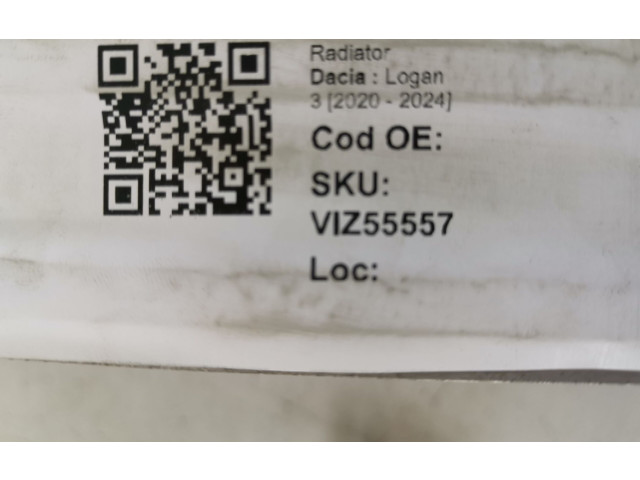 Radiator
Dacia : Logan
3 [2020 - 2024]
Cod OE:
SKU:
VIZ55557
Loc: